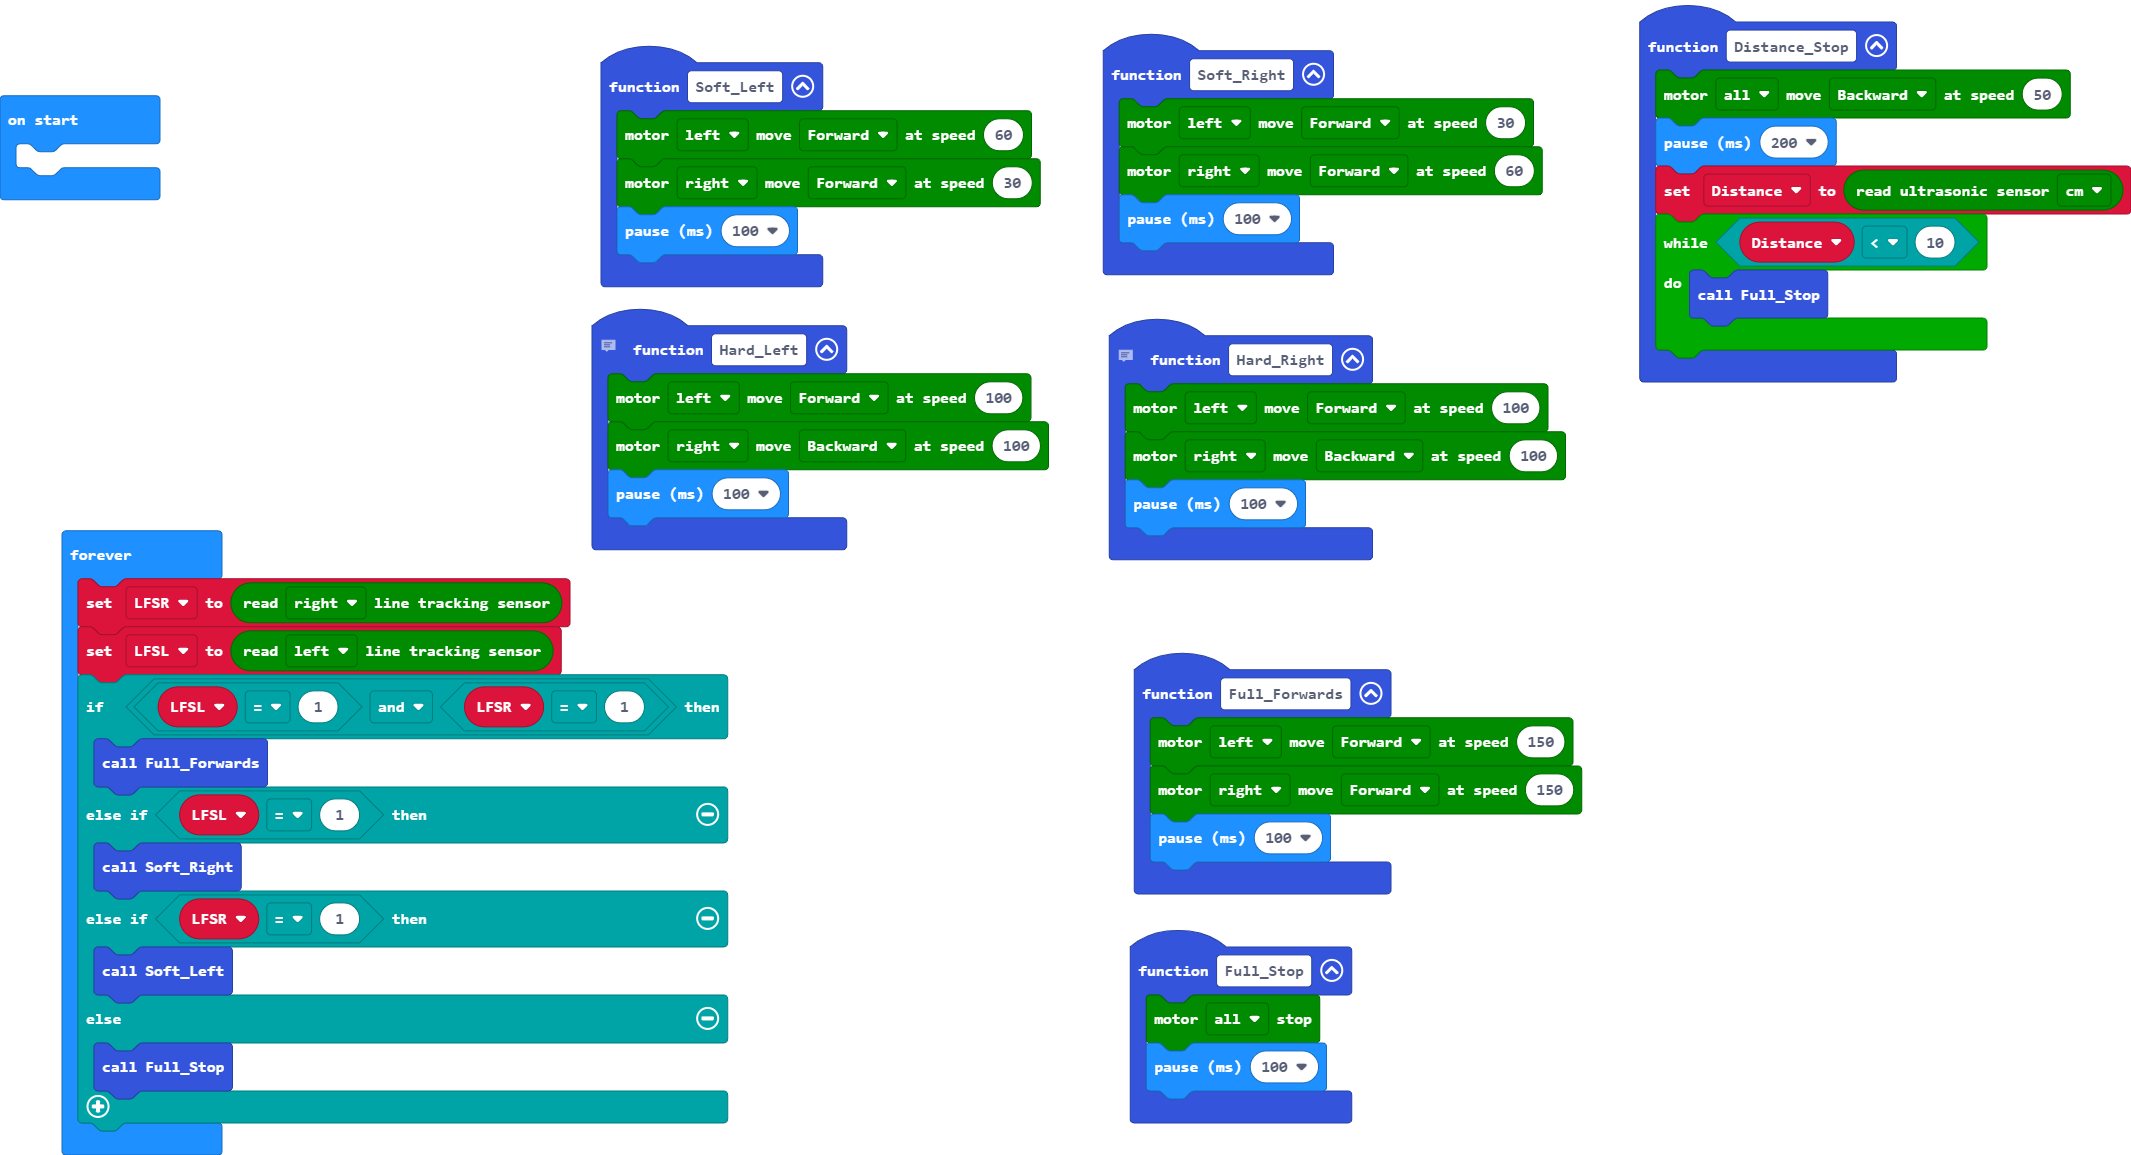 on start
function Soft_Left
motor left move Forward at speed 60
motor right move Forward at speed 30
pause (ms) 100
function Hard_Left
motor left move Forward at speed 100
motor right move Backward at speed 100
pause (ms) 100
function Soft_Right
motor left move Forward at speed 30
motor right move Forward at speed 60
pause (ms) 100
function Hard_Right
motor left move Forward at speed 100
motor right move Backward at speed 100
pause (ms) 100
function Distance_Stop
motor all move Backward at speed 50
pause (ms) 200
set Distance to read ultrasonic sensor cm
while Distance < 10
do call Full_Stop
forever
set LFSR to read right line tracking sensor
set LFSL to read left line tracking sensor
if LFSL = 1 and LFSR = 1 then
call Full_Forwards
else if LFSL = 1 then
call Soft_Right
else if LFSR = 1 then
call Soft_Left
else
call Full_Stop
function Full_Forwards
motor left move Forward at speed 150
motor right move Forward at speed 150
pause (ms) 100
function Full_Stop
motor all stop
pause (ms) 100